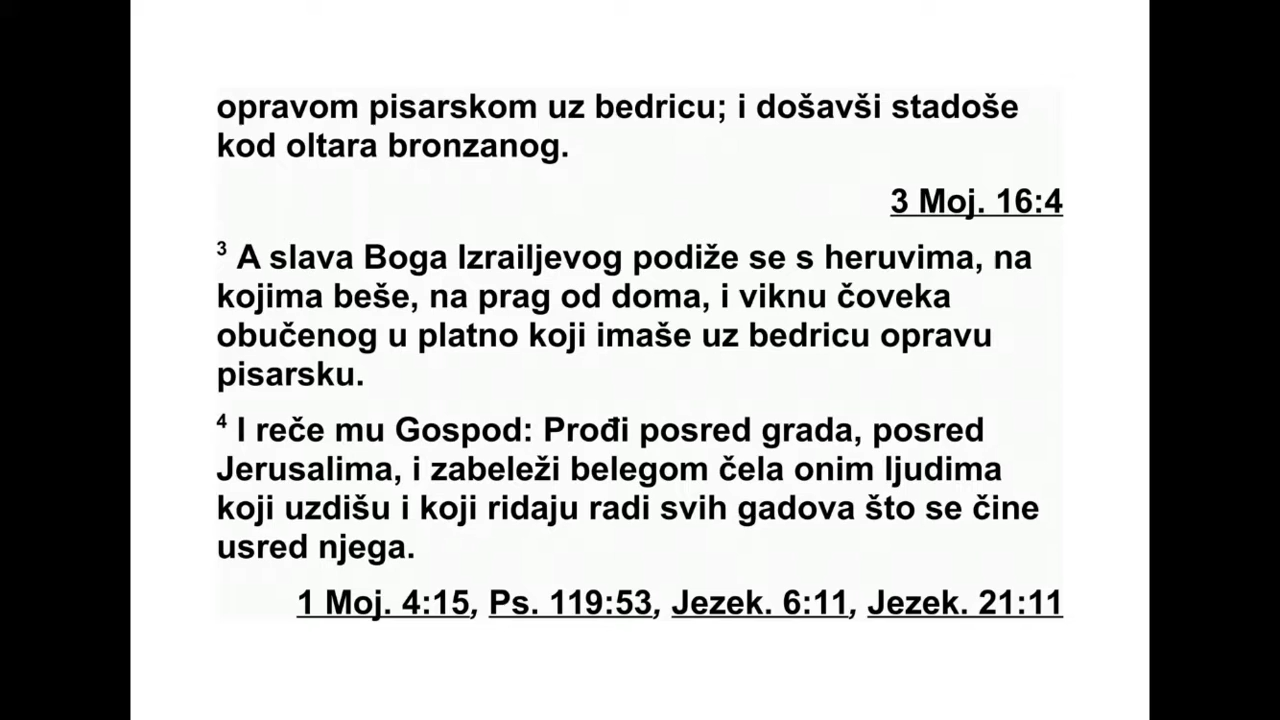 opravom pisarskom uz bedricu; i došavši stadoše
kod oltara bronzanog.
3 Moj. 16:4
3 A slava Boga Izrailjevog podiže se s heruvima, na
kojima beše, na prag od doma, i viknu čoveka
obučenog u platno koji imaše uz bedricu opravu
pisarsku.
4 I reče mu Gospod: Prođi posred grada, posred
Jerusalima, i zabeleži belegom čela onim ljudima
koji uzdišu i koji ridaju radi svih gadova što se čine
usred njega.
1 Moj. 4:15, Ps. 119:53, Jezek. 6:11, Jezek. 21:11